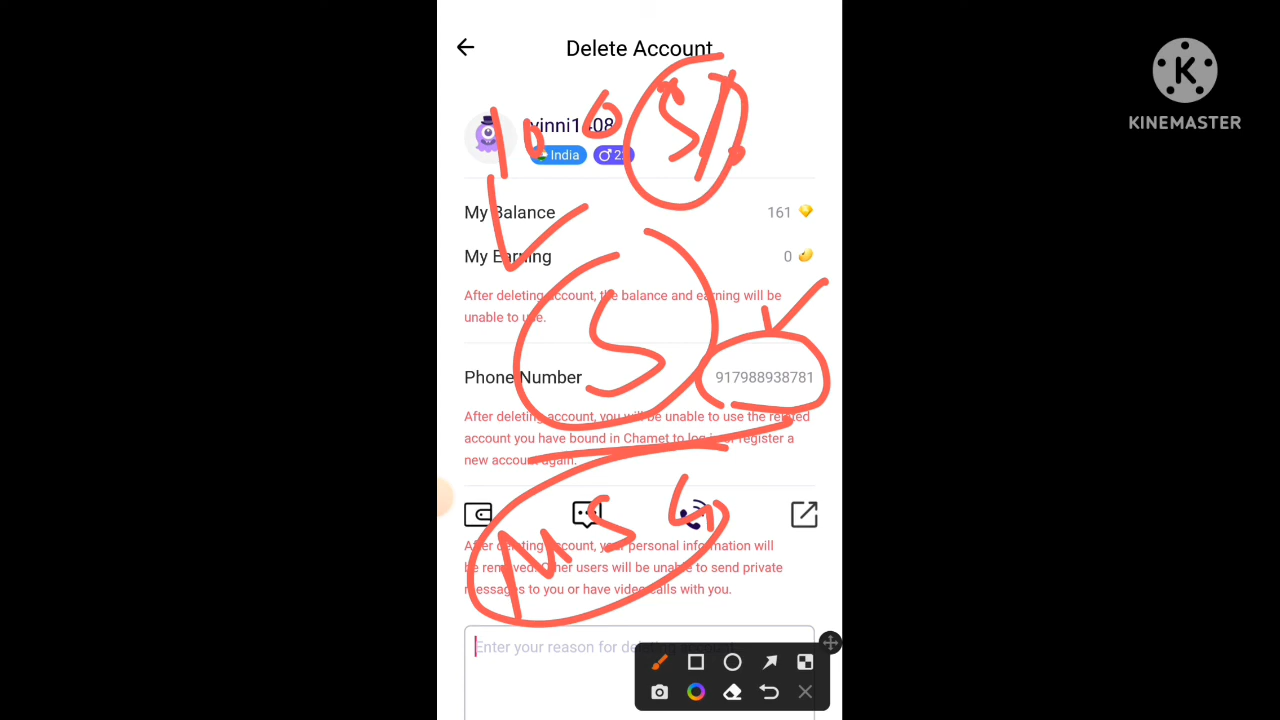 Delete Account
KINEMASTER
India
My Balance
161
My Earning
0
After deleting account, the balance and earning will be
unable to use.
Phone Number
917988938781
After deleting account, you will be unable to use the related
account you have bound in Chamet to log in or register a
new account again.
After deleting account, your personal information will
be removed. Other users will be unable to send private
messages to you or have video calls with you.
Enter your reason for deleting